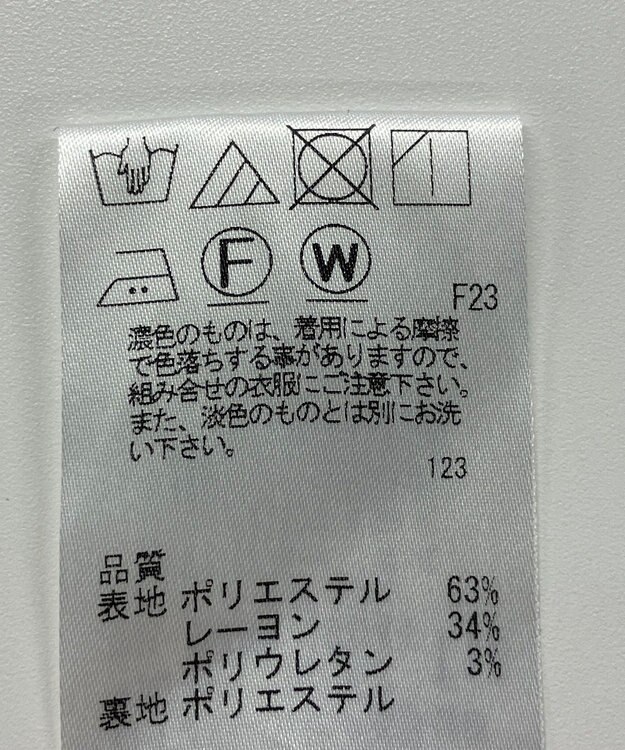 F W F23
濃色のものは、着用による摩擦
で色落ちする事がありますので、
組み合せの衣服にご注意下さい。
また、淡色のものとは別にお洗
い下さい。
123
品質
表地 ポリエステル 63%
レーヨン 34%
ポリウレタン 3%
裏地 ポリエステル